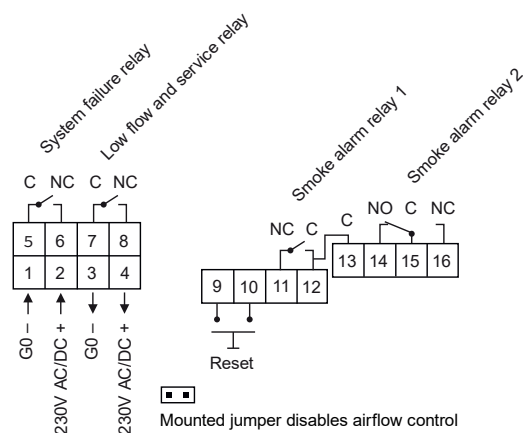 System failure relay
Low flow and service relay
Smoke alarm relay 1
Smoke alarm relay 2
C NC C NC
NC C C NO C NC
5 6 7 8
1 2 3 4
9 10 11 12 13 14 15 16
G0 –
230V AC/DC +
G0 –
230V AC/DC +
Reset
Mounted jumper disables airflow control